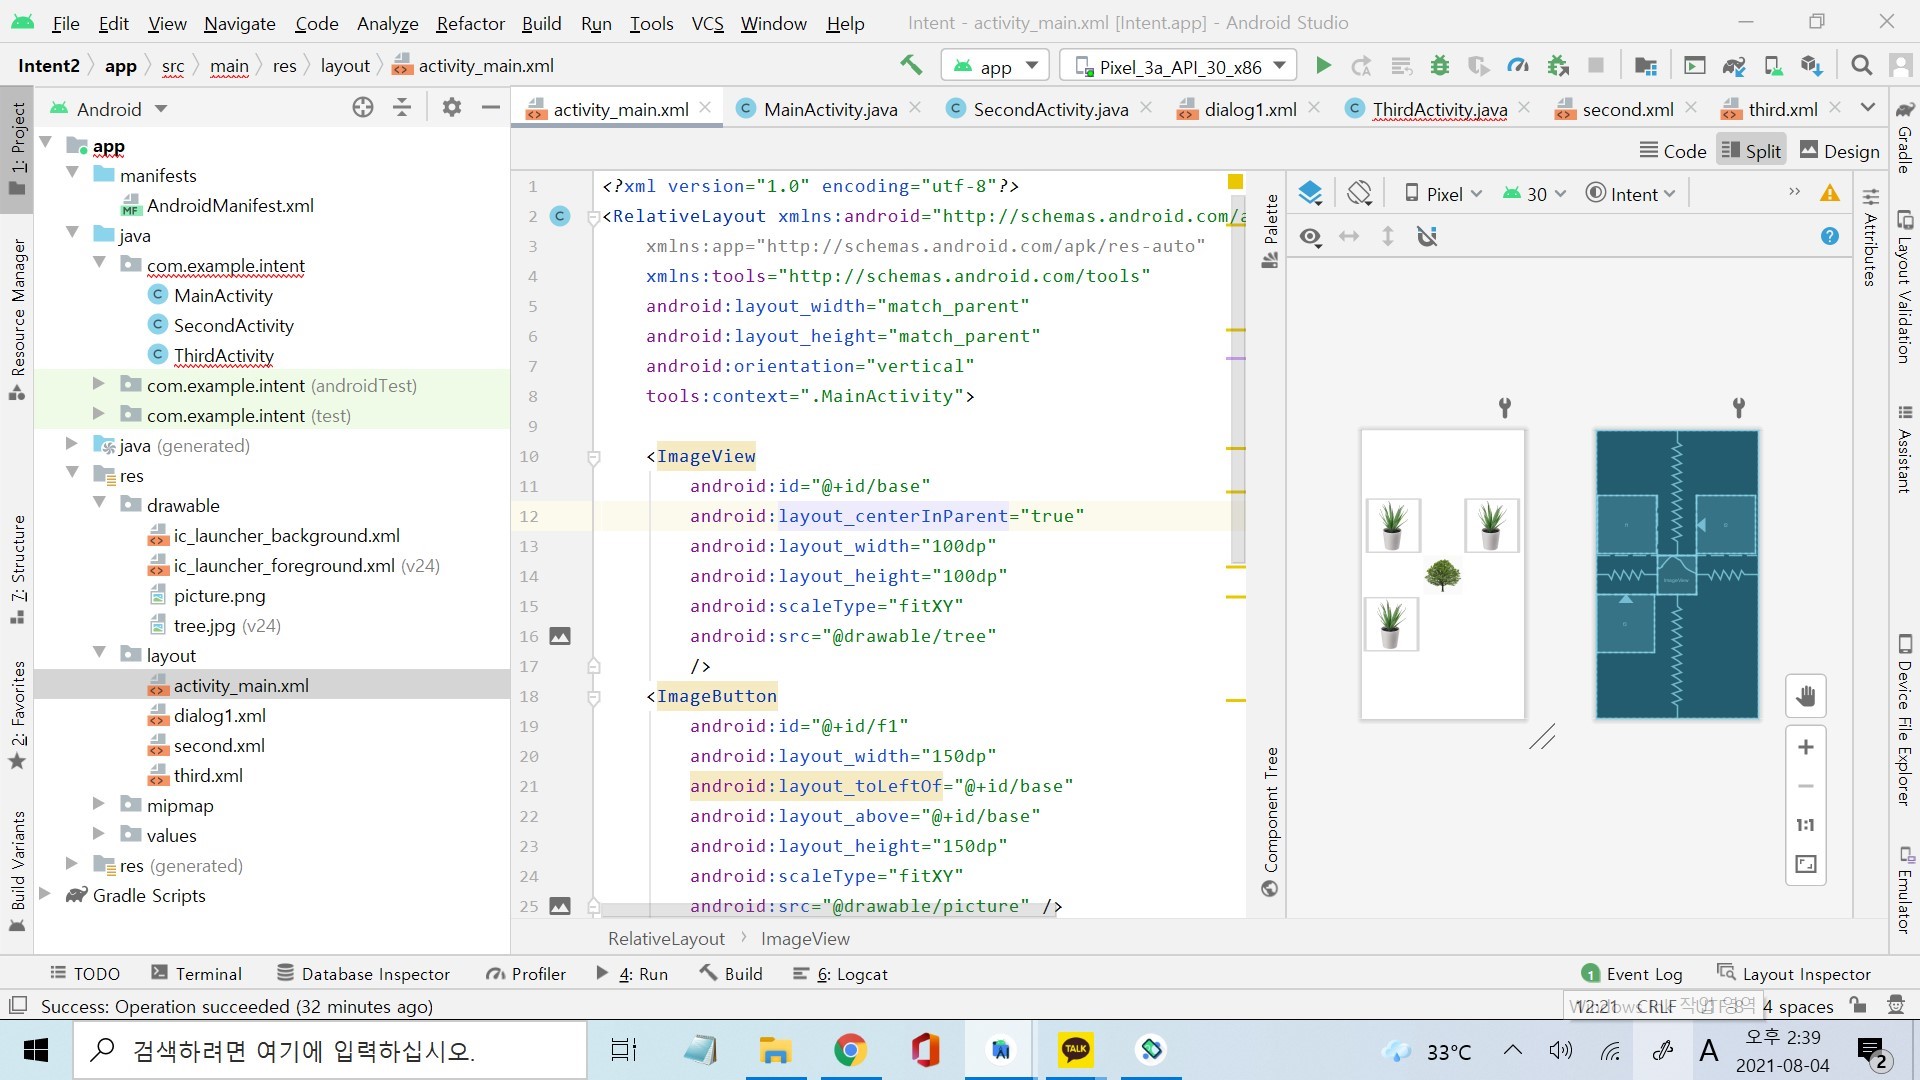 File Edit View Navigate Code Analyze Refactor Build Run Tools VCS Window Help Intent - activity_main.xml [Intent.app] - Android Studio
Intent2 app src main res layout activity_main.xml app Pixel_3a_API_30_x86
1: Project
Resource Manager
7: Structure
2: Favorites
Build Variants
Android
app
manifests
AndroidManifest.xml
java
com.example.intent
MainActivity
SecondActivity
ThirdActivity
com.example.intent (androidTest)
com.example.intent (test)
java (generated)
res
drawable
ic_launcher_background.xml
ic_launcher_foreground.xml (v24)
picture.png
tree.jpg (v24)
layout
activity_main.xml
dialog1.xml
second.xml
third.xml
mipmap
values
res (generated)
Gradle Scripts
activity_main.xml MainActivity.java SecondActivity.java dialog1.xml ThirdActivity.java second.xml third.xml
Code Split Design
1 <?xml version="1.0" encoding="utf-8"?>
2 <RelativeLayout xmlns:android="http://schemas.android.com/a
3 xmlns:app="http://schemas.android.com/apk/res-auto"
4 xmlns:tools="http://schemas.android.com/tools"
5 android:layout_width="match_parent"
6 android:layout_height="match_parent"
7 android:orientation="vertical"
8 tools:context=".MainActivity">
9
10 <ImageView
11 android:id="@+id/base"
12 android:layout_centerInParent="true"
13 android:layout_width="100dp"
14 android:layout_height="100dp"
15 android:scaleType="fitXY"
16 android:src="@drawable/tree"
17 />
18 <ImageButton
19 android:id="@+id/f1"
20 android:layout_width="150dp"
21 android:layout_toLeftOf="@+id/base"
22 android:layout_above="@+id/base"
23 android:layout_height="150dp"
24 android:scaleType="fitXY"
25 android:src="@drawable/picture" />
RelativeLayout ImageView
Palette
Component Tree
Pixel 30 Intent
ImageView
1:1
Attributes
Gradle
Layout Validation
Assistant
Device File Explorer
Emulator
TODO Terminal Database Inspector Profiler 4: Run Build 6: Logcat 1 Event Log Layout Inspector
Success: Operation succeeded (32 minutes ago) 12:21 CRLF 4 spaces
검색하려면 여기에 입력하십시오.
TALK
33°C A 오후 2:39
2021-08-04
2